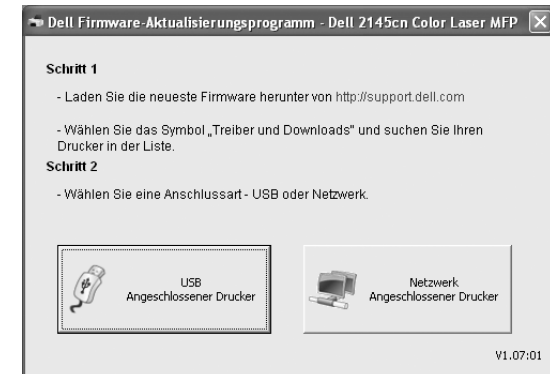 Dell Firmware-Aktualisierungsprogramm - Dell 2145cn Color Laser MFP
Schritt 1
- Laden Sie die neueste Firmware herunter von http://support.dell.com
- Wählen Sie das Symbol „Treiber und Downloads" und suchen Sie Ihren
Drucker in der Liste.
Schritt 2
- Wählen Sie eine Anschlussart - USB oder Netzwerk.
USB
Angeschlossener Drucker
Netzwerk
Angeschlossener Drucker
V1.07:01